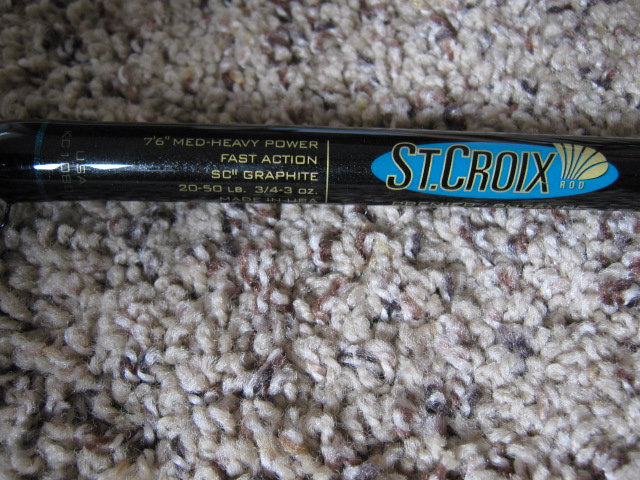 7'6" MED-HEAVY POWER
FAST ACTION
SCII GRAPHITE
20-50 LB. 3/4-3 OZ.
MADE IN USA
ST.CROIX
ROD
USA